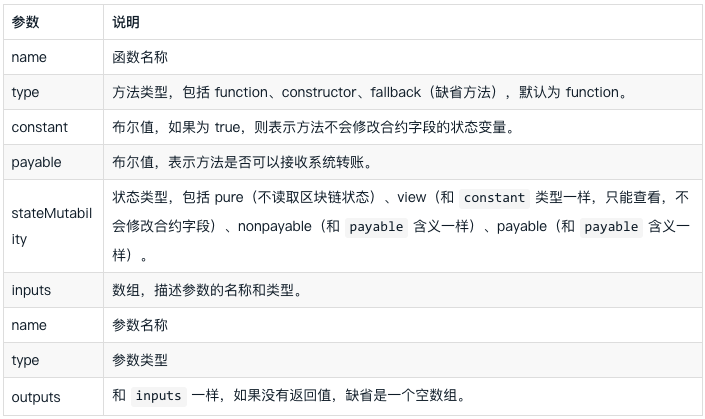 参数 说明
name 函数名称
type 方法类型，包括 function、constructor、fallback（缺省方法），默认为 function。
constant 布尔值，如果为 true，则表示方法不会修改合约字段的状态变量。
payable 布尔值，表示方法是否可以接收系统转账。
stateMutabil
ity
状态类型，包括 pure（不读取区块链状态）、view（和 constant 类型一样，只能查看，不
会修改合约字段）、nonpayable（和 payable 含义一样）、payable（和 payable 含义一
样）。
inputs 数组，描述参数的名称和类型。
name 参数名称
type 参数类型
outputs 和 inputs 一样，如果没有返回值，缺省是一个空数组。